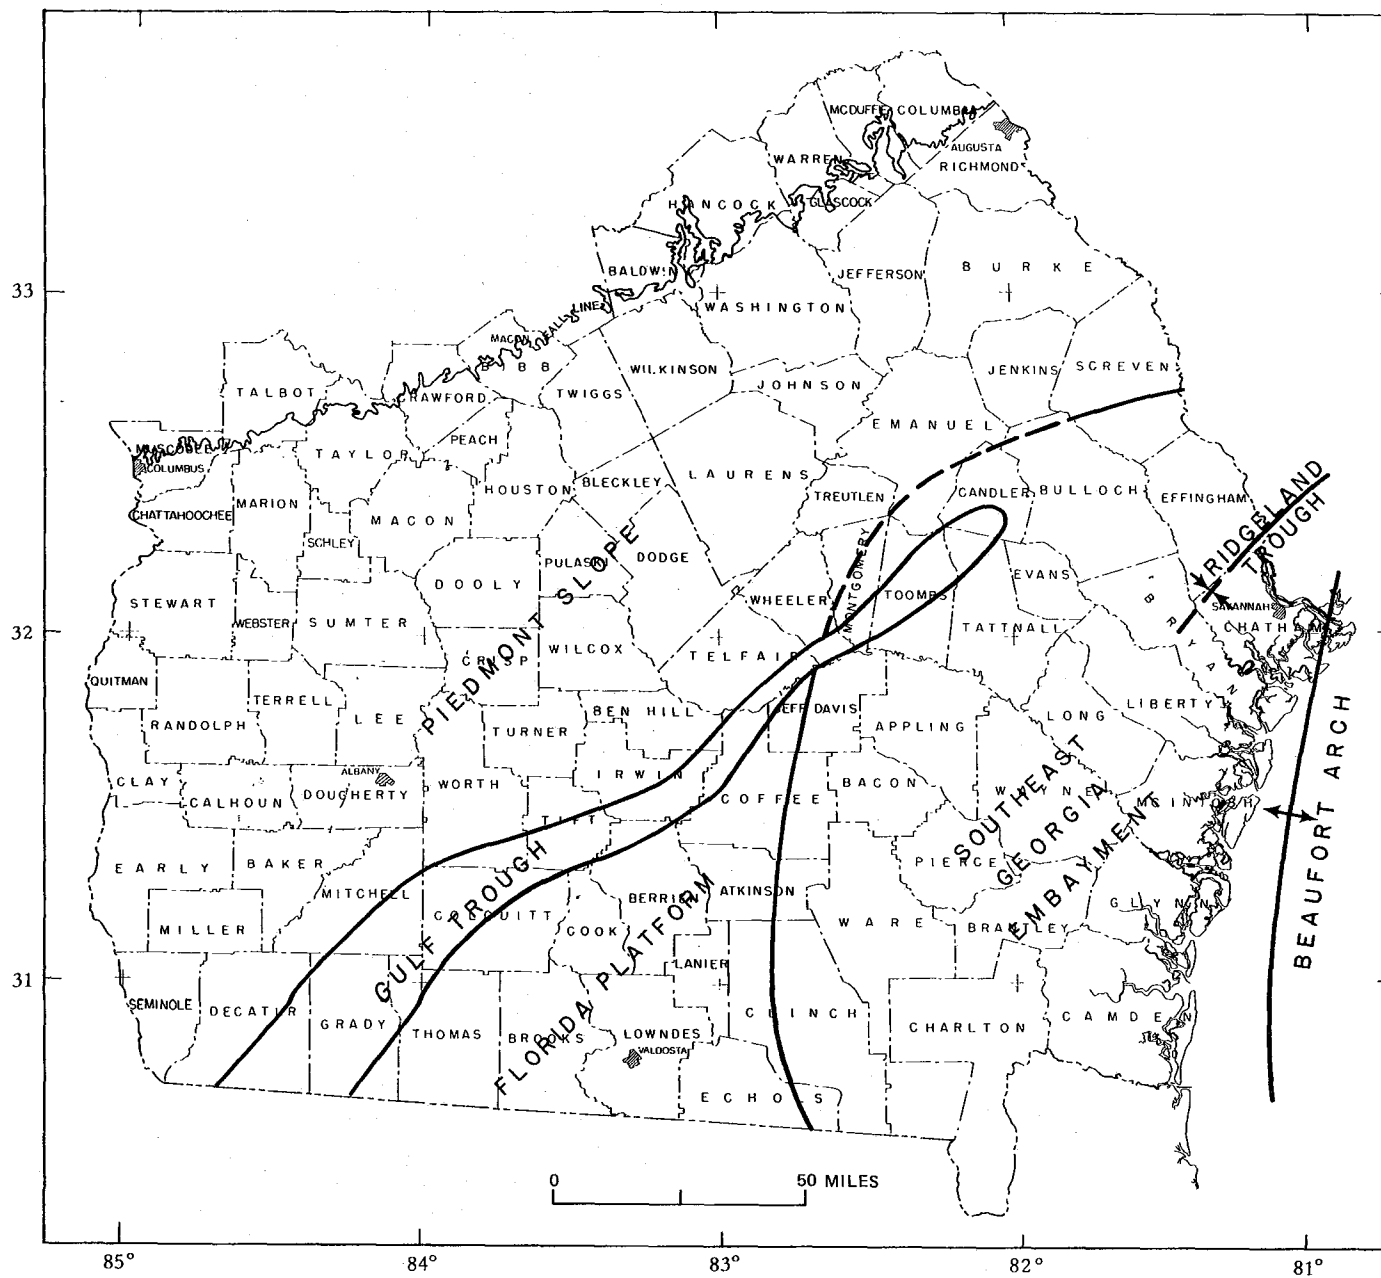 MCDUFFIE
COLUMBIA
AUGUSTA
RICHMOND
WARREN
GLASCOCK
HANCOCK
BALDWIN
JEFFERSON
BURKE
33
WASHINGTON
FALL LINE
MACON
BIBB
WILKINSON
TWIGGS
JOHNSON
JENKINS
SCREVEN
TALBOT
CRAWFORD
PEACH
EMANUEL
MUSCOGEE
COLUMBUS
TAYLOR
HOUSTON
BLECKLEY
LAURENS
TREUTLEN
CANDLER
BULLOCH
EFFINGHAM
RIDGELAND
TROUGH
MARION
CHATTAHOOCHEE
MACON
SCHLEY
DOOLY
PULASKI
DODGE
MONTGOMERY
EVANS
BRYAN
STEWART
WEBSTER
SUMTER
WHEELER
TOOMBS
SAVANNAH
CHATHAM
32
CRISP
WILCOX
TELFAIR
TATTNALL
PIEDMONT SLOPE
QUITMAN
RANDOLPH
TERRELL
LEE
TURNER
BEN HILL
JEFF DAVIS
APPLING
LONG
LIBERTY
CLAY
CALHOUN
ALBANY
DOUGHERTY
WORTH
IRWIN
COFFEE
BACON
WAYNE
MCINTOSH
TIFT
SOUTHEAST
GEORGIA
EMBAYMENT
BEAUFORT ARCH
EARLY
BAKER
MITCHELL
COLQUITT
BERRIEN
ATKINSON
PIERCE
GULF TROUGH
MILLER
COOK
WARE
BRANTLEY
GLYNN
LANIER
31
SEMINOLE
DECATUR
GRADY
THOMAS
BROOKS
LOWNDES
VALDOSTA
CLINCH
CHARLTON
CAMDEN
FLORIDA PLATFORM
ECHOLS
0 50 MILES
85° 84° 83° 82° 81°